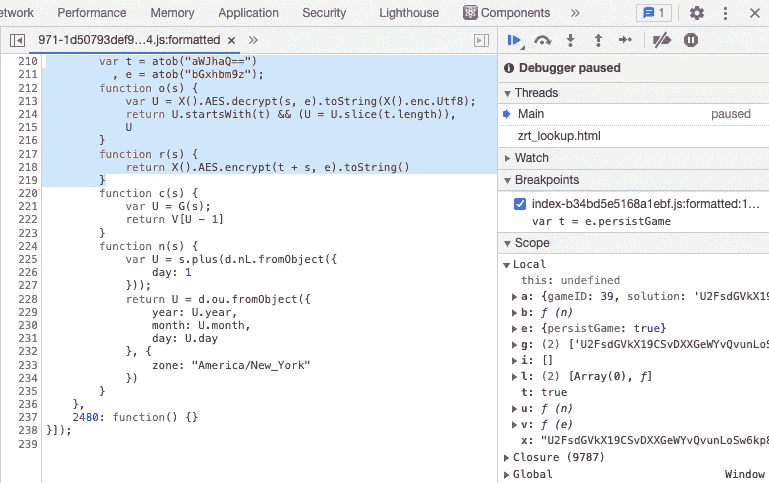 etwork Performance Memory Application Security Lighthouse Components » 1
971-1d50793def9…4.js:formatted × »
Debugger paused
Threads
Main paused
zrt_lookup.html
Watch
Breakpoints
index-b34bd5e5168a1ebf.js:formatted:1…
var t = e.persistGame
Scope
Local
this: undefined
a: {gameID: 39, solution: 'U2FsdGVkX19
b: f (n)
e: {persistGame: true}
g: (2) ['U2FsdGVkX19CSvDXXGeWYvQvunLoS
i: []
l: (2) [Array(0), f]
t: true
u: f (n)
v: f (e)
x: "U2FsdGVkX19CSvDXXGeWYvQvunLoSw6kp8
Closure (9787)
Global Window
210 var t = atob("aWJhaQ==")
211 , e = atob("bGxhbm9z");
212 function o(s) {
213 var U = X().AES.decrypt(s, e).toString(X().enc.Utf8);
214 return U.startsWith(t) && (U = U.slice(t.length)),
215 U
216 }
217 function r(s) {
218 return X().AES.encrypt(t + s, e).toString()
219 }
220 function c(s) {
221 var U = G(s);
222 return V[U - 1]
223 }
224 function n(s) {
225 var U = s.plus(d.nL.fromObject({
226 day: 1
227 }));
228 return U = d.ou.fromObject({
229 year: U.year,
230 month: U.month,
231 day: U.day
232 }, {
233 zone: "America/New_York"
234 })
235 }
236 },
237 2480: function() {}
238 }]);
239